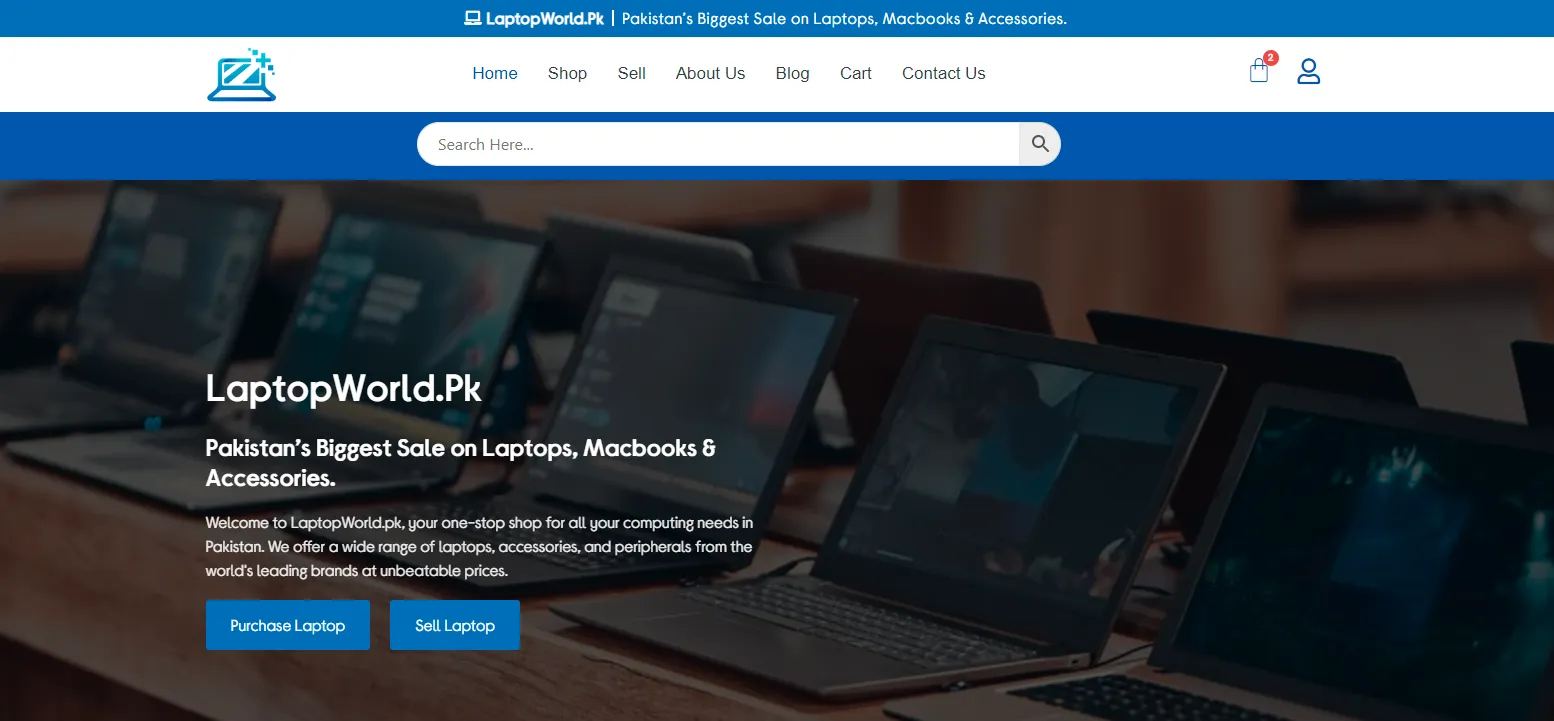 LaptopWorld.Pk | Pakistan's Biggest Sale on Laptops, Macbooks & Accessories.
Home Shop Sell About Us Blog Cart Contact Us
2
Search Here...
LaptopWorld.Pk
Pakistan's Biggest Sale on Laptops, Macbooks &
Accessories.
Welcome to LaptopWorld.pk, your one-stop shop for all your computing needs in
Pakistan. We offer a wide range of laptops, accessories, and peripherals from the
world's leading brands at unbeatable prices.
Purchase Laptop
Sell Laptop